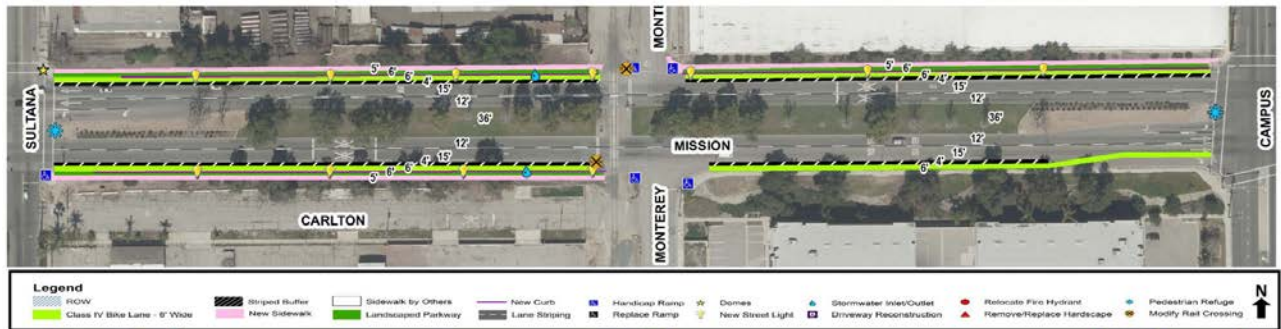 MONTE
5' 6' 6' 4' 15' 12' 36' 12' 15' 4' 6' 6' 5'
5' 6' 6' 4' 15' 12' 36' 12' 15' 4' 6'
SULTANA
MISSION
CAMPUS
CARLTON
MONTEREY
Legend
ROW
Striped Buffer
Sidewalk by Others
New Curb
Handicap Ramp
Domes
Stormwater Inlet/Outlet
Relocate Fire Hydrant
Pedestrian Refuge
Class IV Bike Lane - 6' Wide
New Sidewalk
Landscaped Parkway
Lane Striping
Replace Ramp
New Street Light
Driveway Reconstruction
Remove/Replace Hardscape
Modify Rail Crossing
N